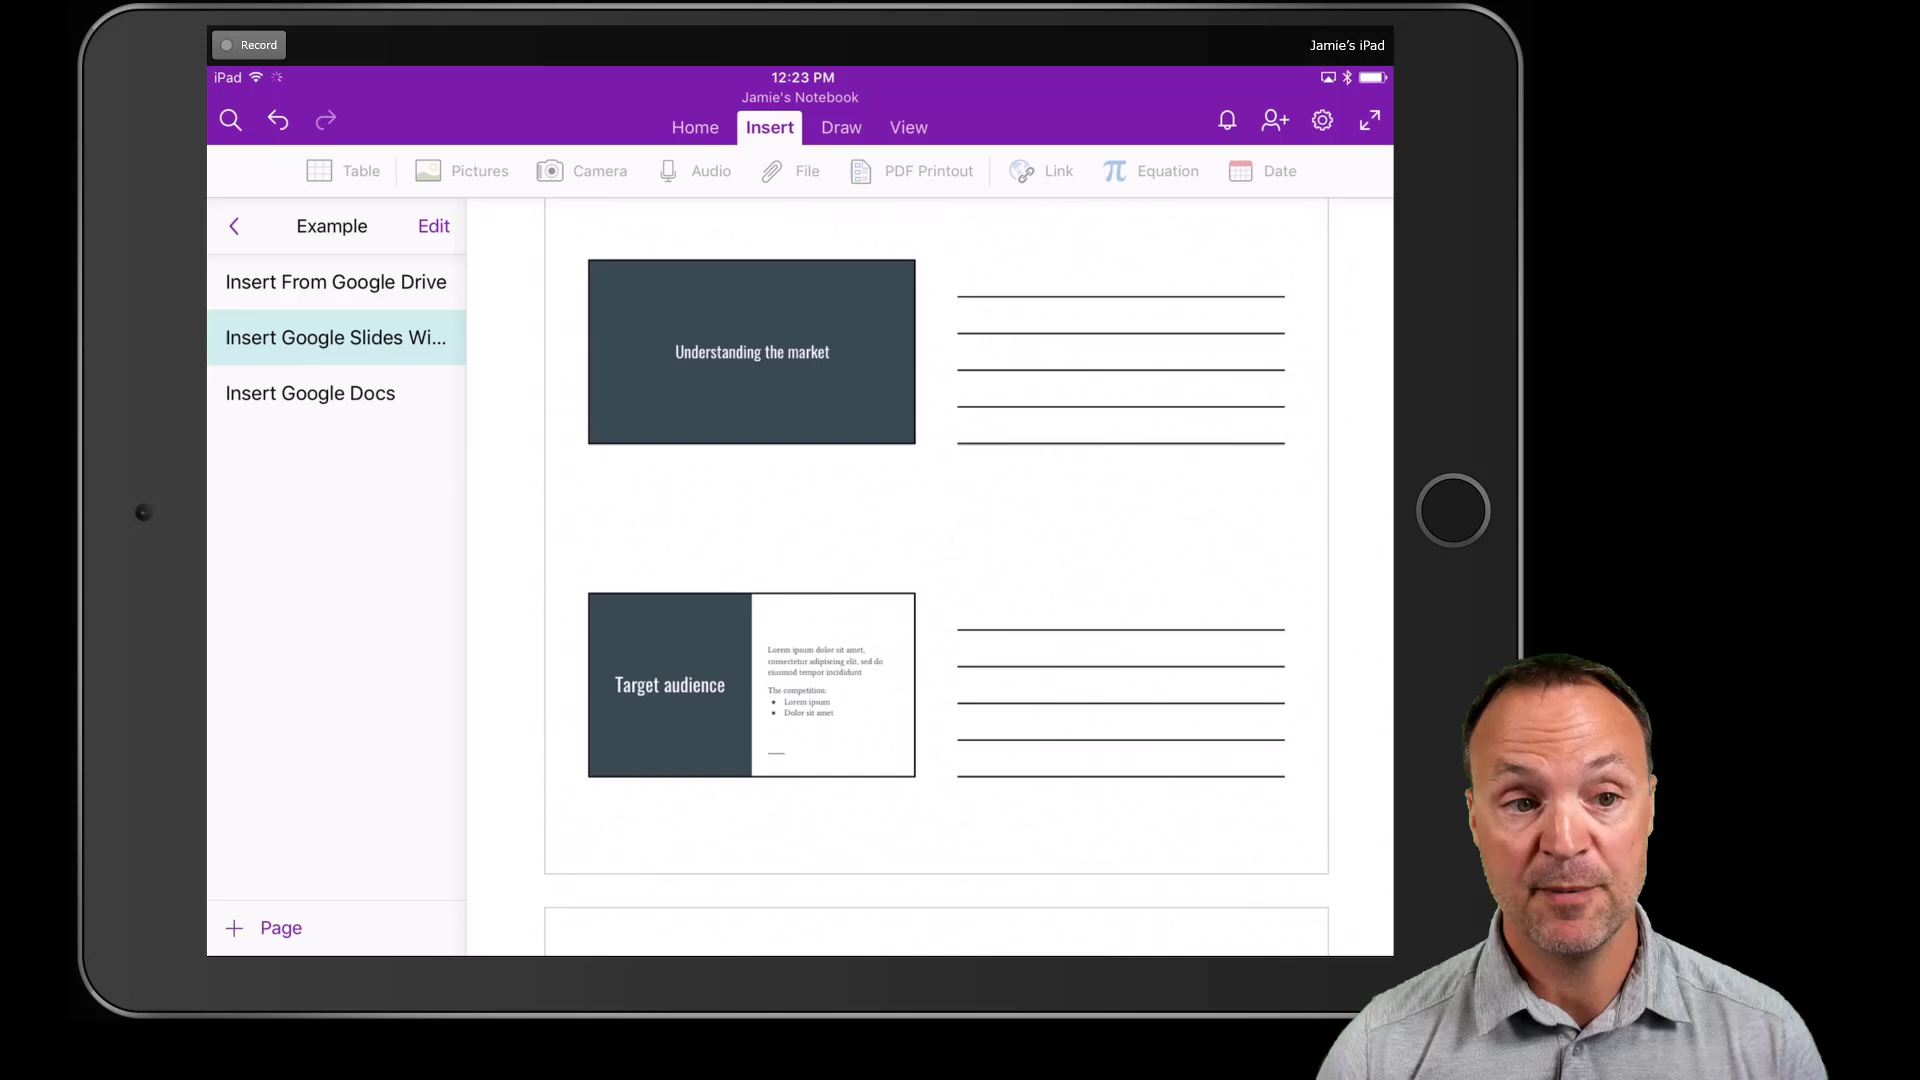 Record
Jamie's iPad
iPad
12:23 PM
Jamie's Notebook
Home
Insert
Draw
View
Table
Pictures
Camera
Audio
File
PDF Printout
Link
Equation
Date
Example
Edit
Insert From Google Drive
Insert Google Slides Wi...
Insert Google Docs
Page
Understanding the market
Target audience
Lorem ipsum dolor sit amet,
consectetur adipiscing elit, sed do
eiusmod tempor incididunt
The competition:
Lorem ipsum
Dolor sit amet